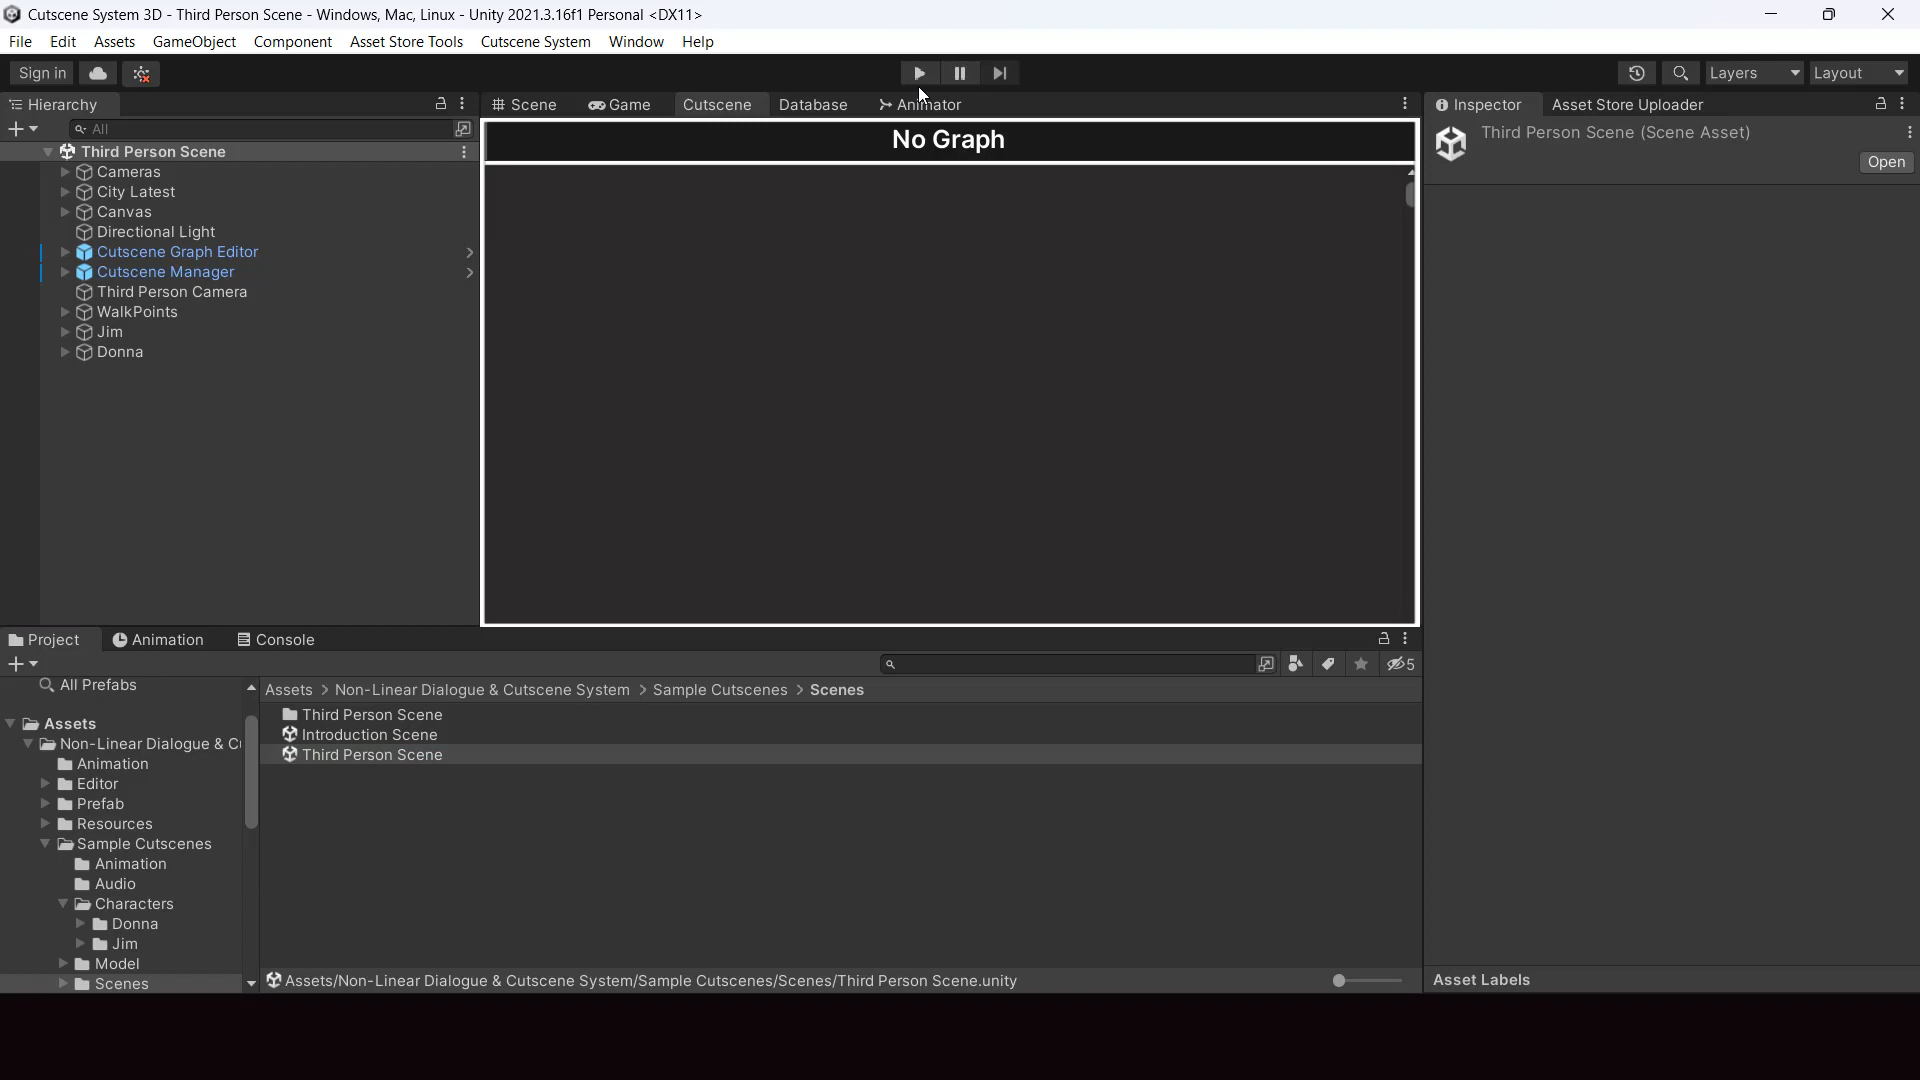 Cutscene System 3D - Third Person Scene - Windows, Mac, Linux - Unity 2021.3.16f1 Personal <DX11>
File Edit Assets GameObject Component Asset Store Tools Cutscene System Window Help
Sign in
Layers
Layout
Hierarchy
All
Third Person Scene
Cameras
City Latest
Canvas
Directional Light
Cutscene Graph Editor
Cutscene Manager
Third Person Camera
WalkPoints
Jim
Donna
Scene Game Cutscene Database Animator
No Graph
Inspector Asset Store Uploader
Third Person Scene (Scene Asset)
Open
Asset Labels
Project Animation Console
5
All Prefabs
Assets
Non-Linear Dialogue & C
Animation
Editor
Prefab
Resources
Sample Cutscenes
Animation
Audio
Characters
Donna
Jim
Model
Scenes
Assets > Non-Linear Dialogue & Cutscene System > Sample Cutscenes > Scenes
Third Person Scene
Introduction Scene
Third Person Scene
Assets/Non-Linear Dialogue & Cutscene System/Sample Cutscenes/Scenes/Third Person Scene.unity